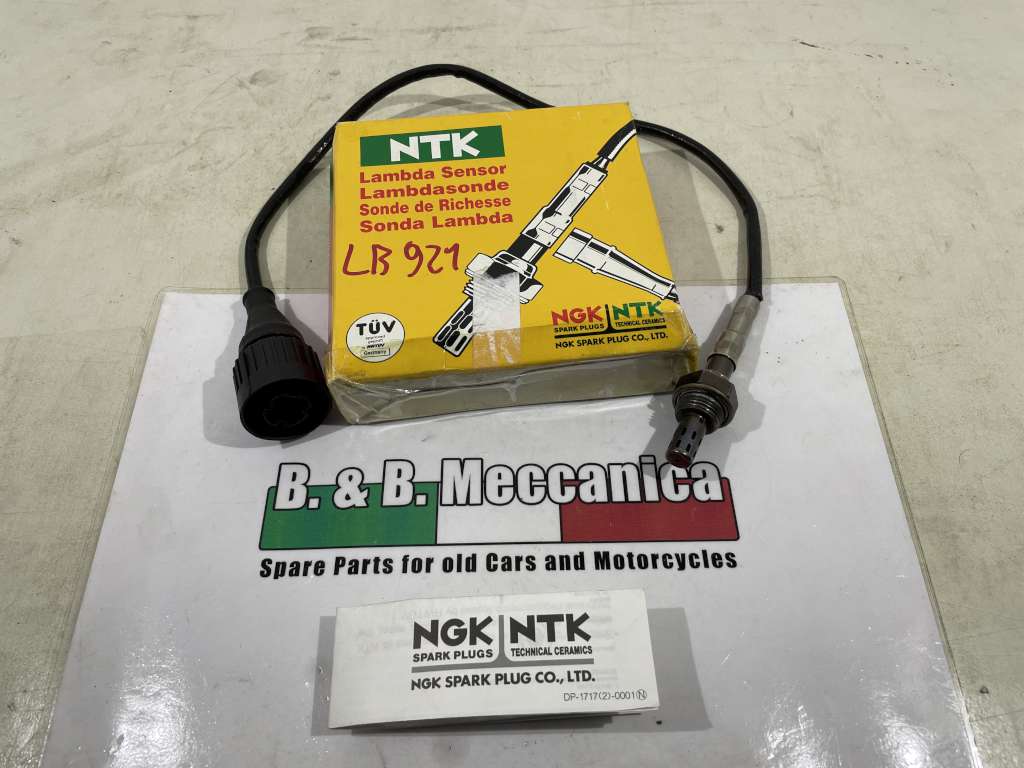 NTK
Lambda Sensor
Lambdasonde
Sonde de Richesse
Sonda Lambda
LB 921
TÜV
Germany
NGK NTK
SPARK PLUGS TECHNICAL CERAMICS
NGK SPARK PLUG CO., LTD.
B. & B. Meccanica
Spare Parts for old Cars and Motorcycles
NGK NTK
SPARK PLUGS TECHNICAL CERAMICS
NGK SPARK PLUG CO., LTD.
DP-1717(2)-0001Ⓝ